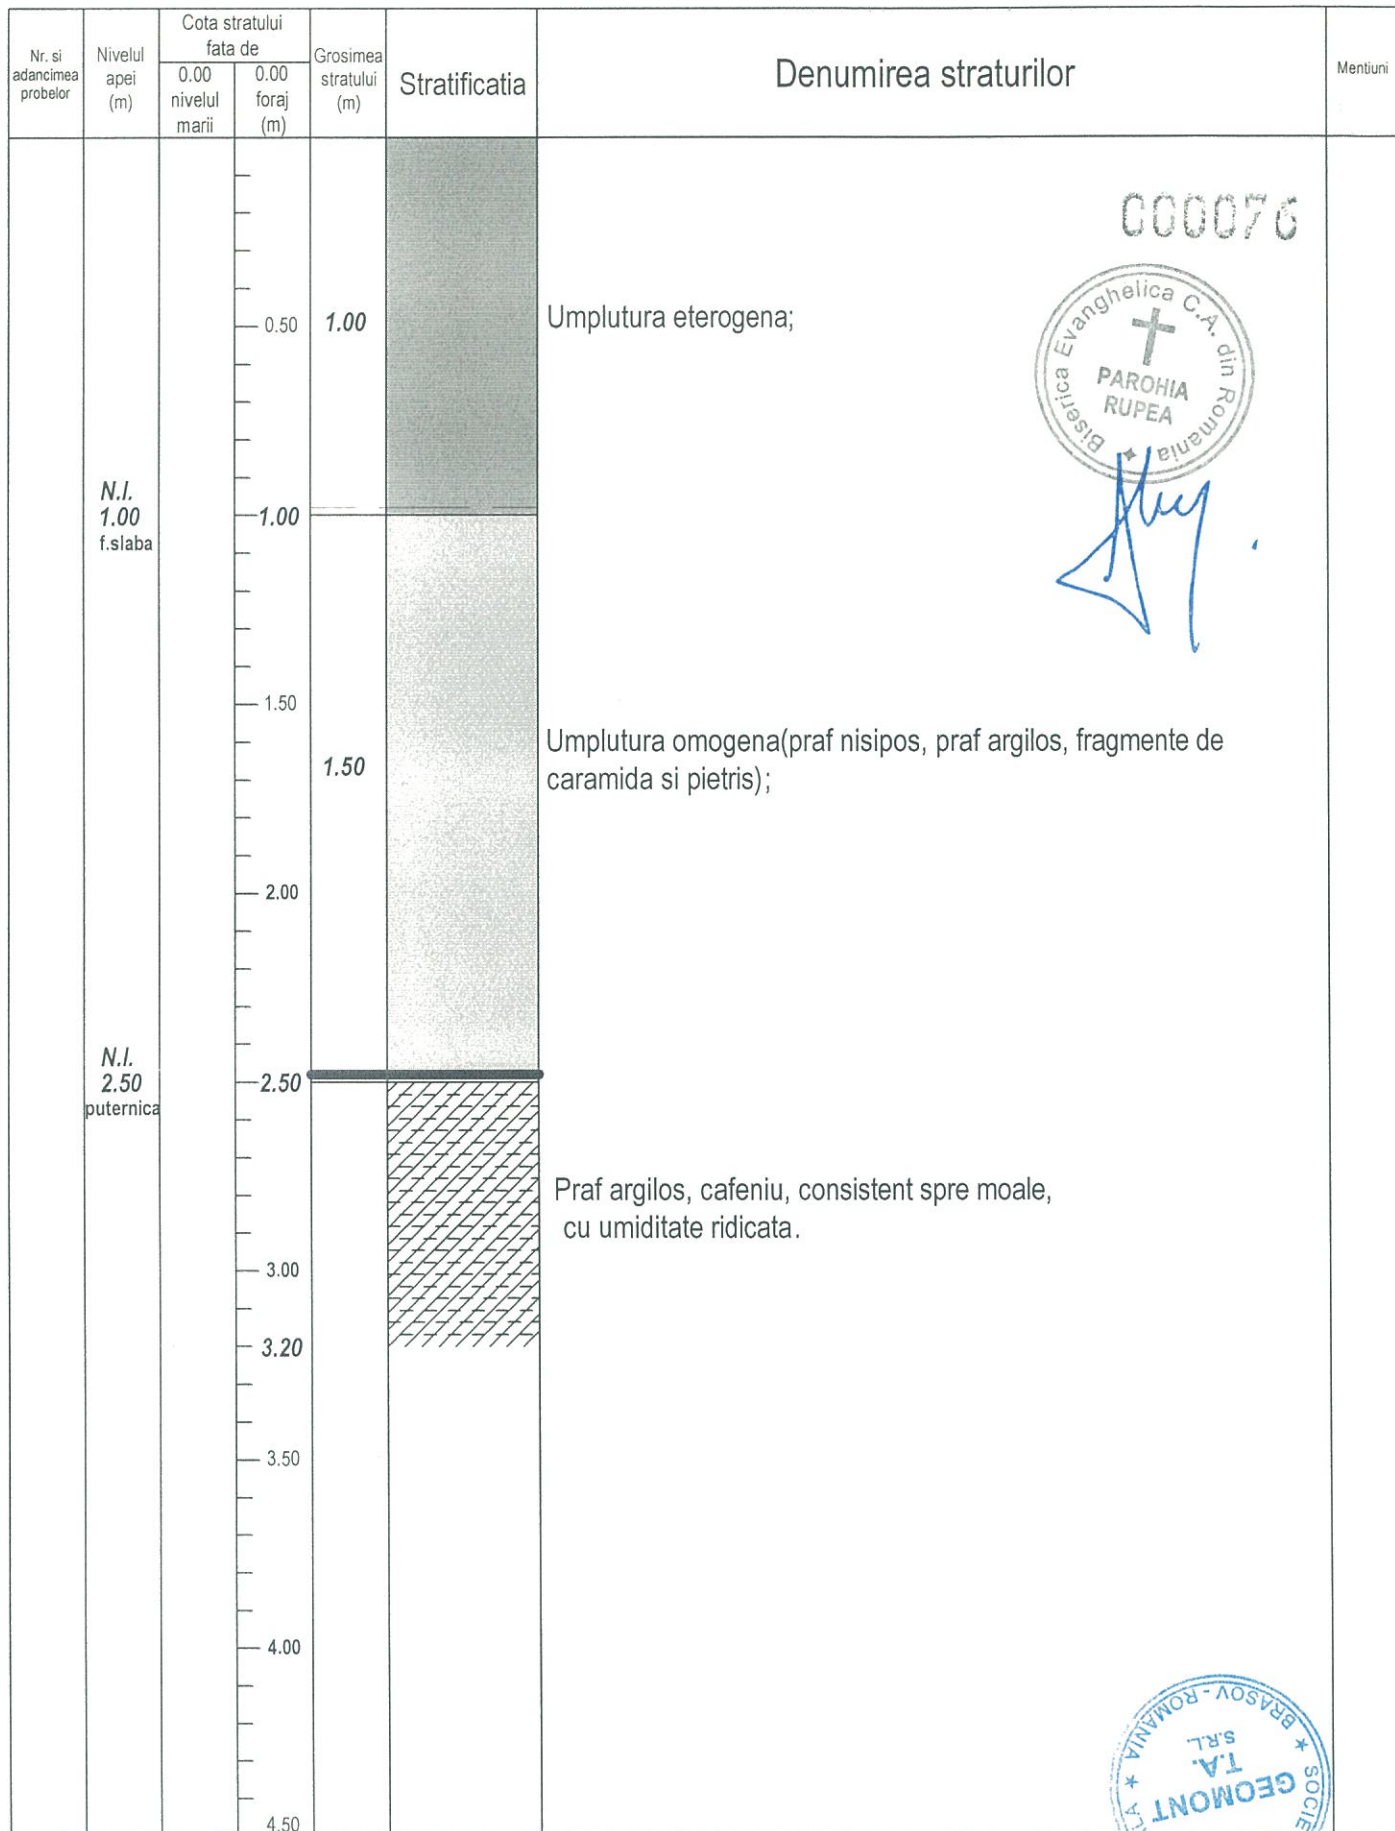 Nr. si
adancimea
probelor
Nivelul
apei
(m)
Cota stratului
fata de
0.00
nivelul
marii
0.00
foraj
(m)
Grosimea
stratului
(m)
Stratificatia
Denumirea straturilor
Mentiuni
000076
Biserica Evanghelica C.A. din Romania
PAROHIA
RUPEA
0.50
1.00
Umplutura eterogena;
N.I.
1.00
f.slaba
1.00
1.50
1.50
Umplutura omogena(praf nisipos, praf argilos, fragmente de
caramida si pietris);
2.00
N.I.
2.50
puternica
2.50
Praf argilos, cafeniu, consistent spre moale,
cu umiditate ridicata.
3.00
3.20
3.50
4.00
4.50
BRASOV - ROMANIA
S.R.L.
T.A.
GEOMONT